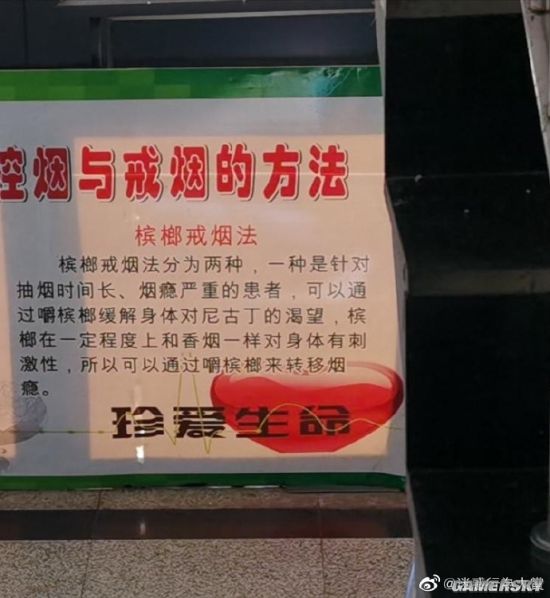 控烟与戒烟的方法
槟榔戒烟法
槟榔戒烟法分为两种，一种是针对
抽烟时间长、烟瘾严重的患者，可以通
过嚼槟榔缓解身体对尼古丁的渴望，槟
榔在一定程度上和香烟一样对身体有刺
激性，所以可以通过嚼槟榔来转移烟
瘾。
珍爱生命
GAMERSKY